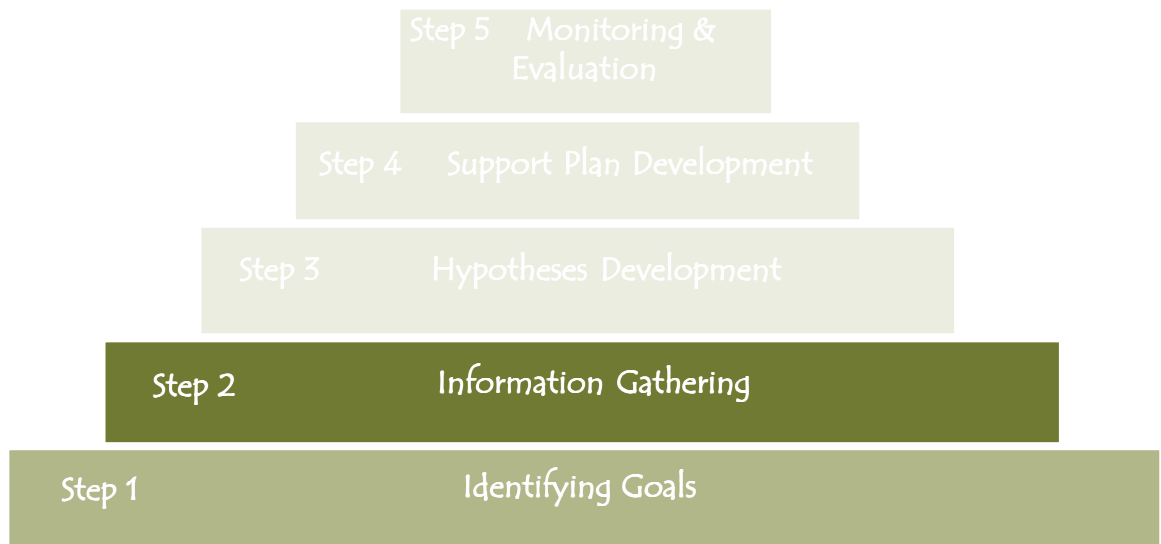 Step 5 Monitoring &
Evaluation
Step 4 Support Plan Development
Step 3 Hypotheses Development
Step 2 Information Gathering
Step 1 Identifying Goals